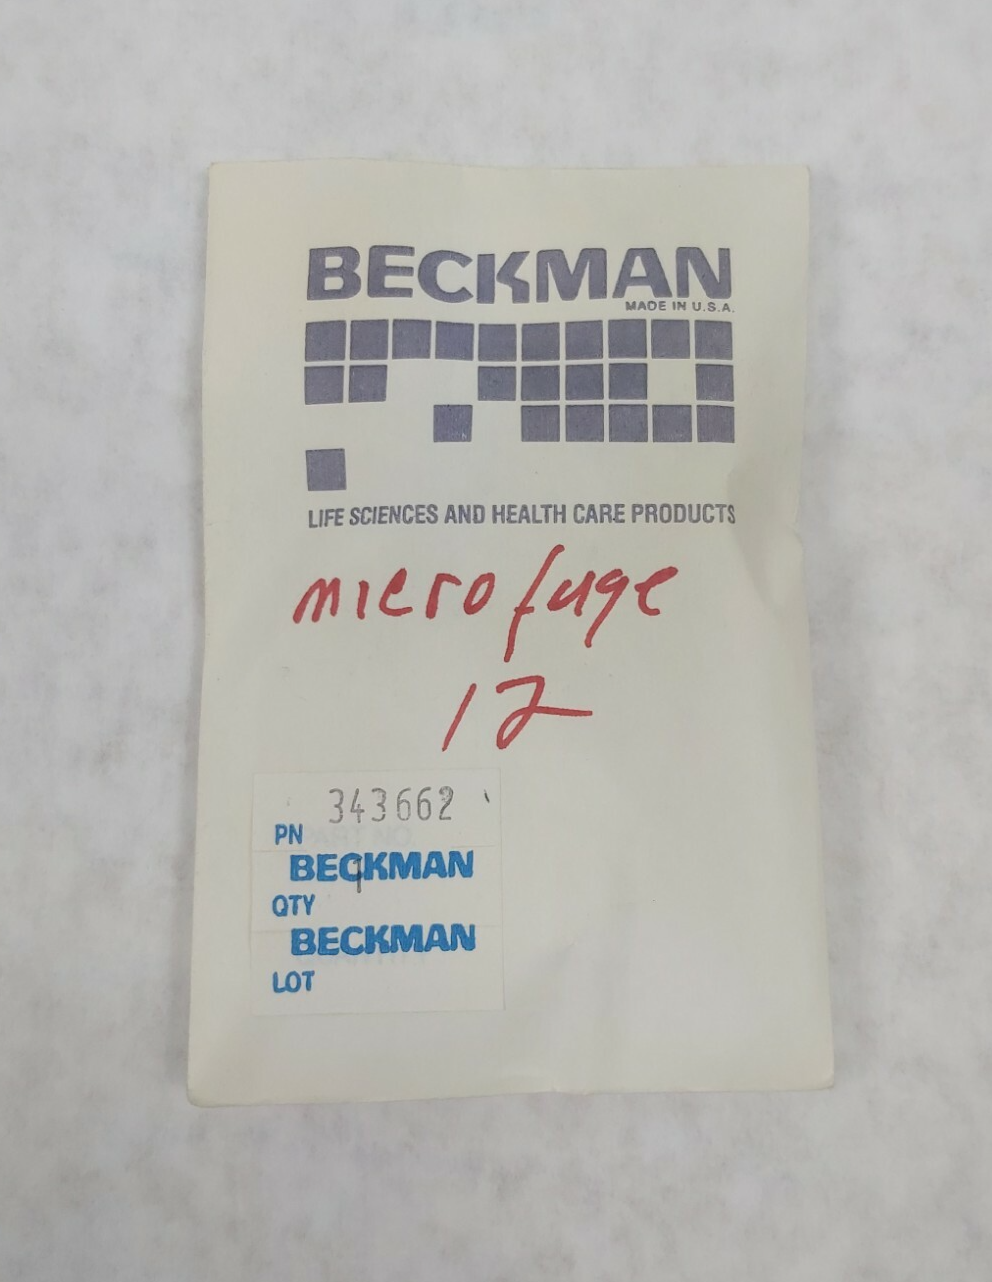 BECKMAN
MADE IN U.S.A.
LIFE SCIENCES AND HEALTH CARE PRODUCTS
microfuge
12
343662
PN
BECKMAN
1
QTY
BECKMAN
LOT